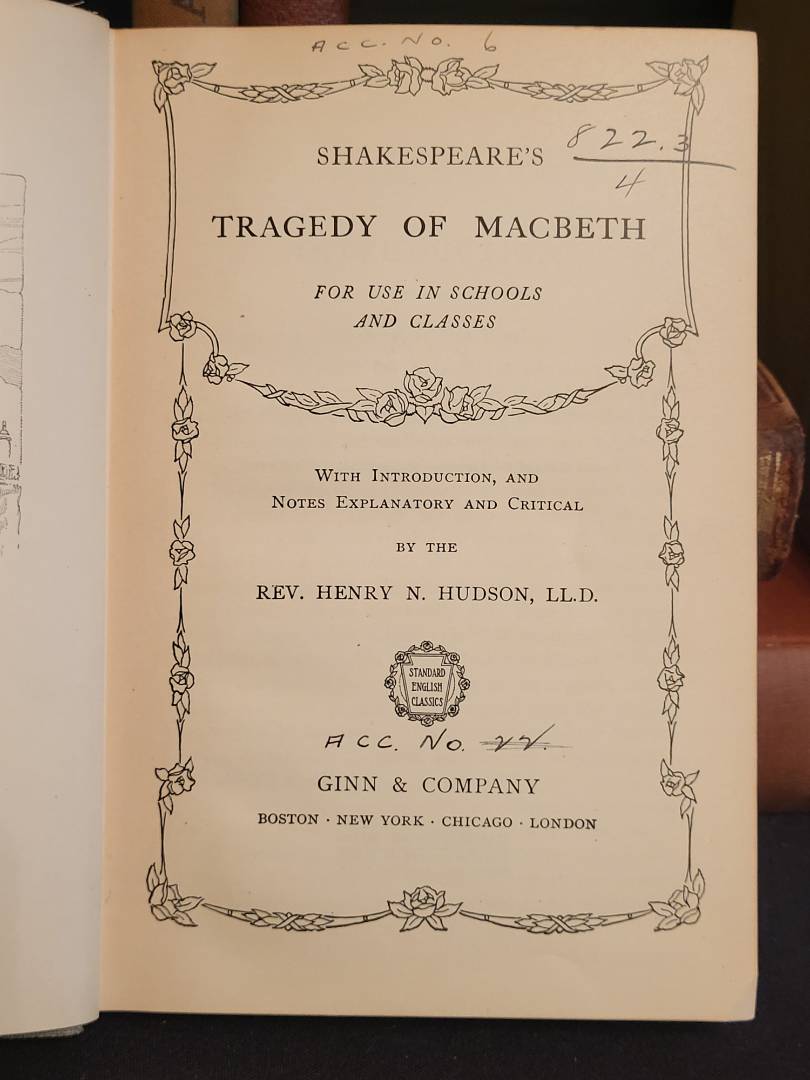 ACC. NO. 6
SHAKESPEARE'S
822.3
4
TRAGEDY OF MACBETH
FOR USE IN SCHOOLS
AND CLASSES
WITH INTRODUCTION, AND
NOTES EXPLANATORY AND CRITICAL
BY THE
REV. HENRY N. HUDSON, LL.D.
STANDARD
ENGLISH
CLASSICS
ACC. NO.
GINN & COMPANY
BOSTON · NEW YORK · CHICAGO · LONDON